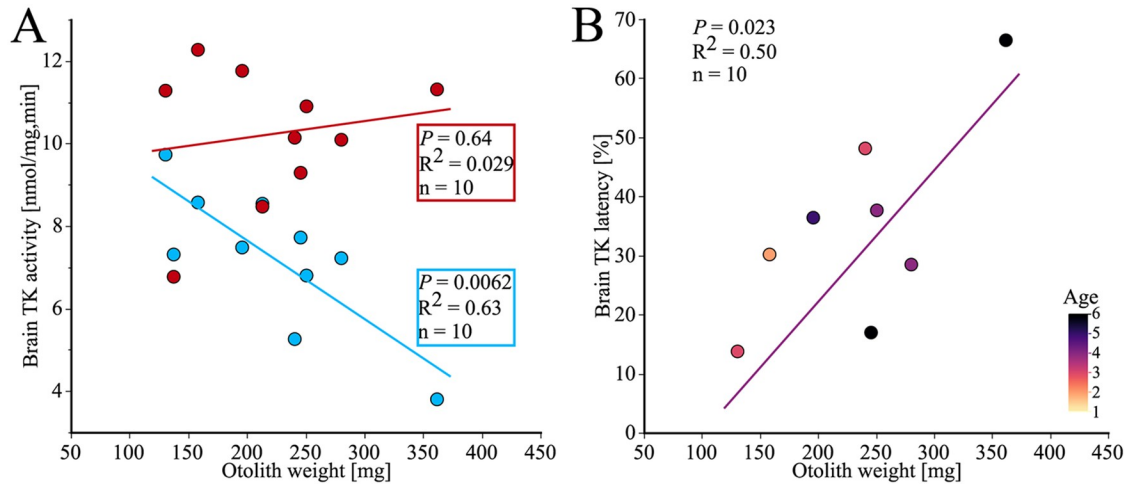 A
Brain TK activity [nmol/mg,min]
12
10
8
6
4
P = 0.64
R2 = 0.029
n = 10
P = 0.0062
R2 = 0.63
n = 10
50 100 150 200 250 300 350 400 450
Otolith weight [mg]
B
Brain TK latency [%]
70
60
50
40
30
20
10
0
P = 0.023
R2 = 0.50
n = 10
Age
6
5
4
3
2
1
50 100 200 250 300 350 400 450
Otolith weight [mg]